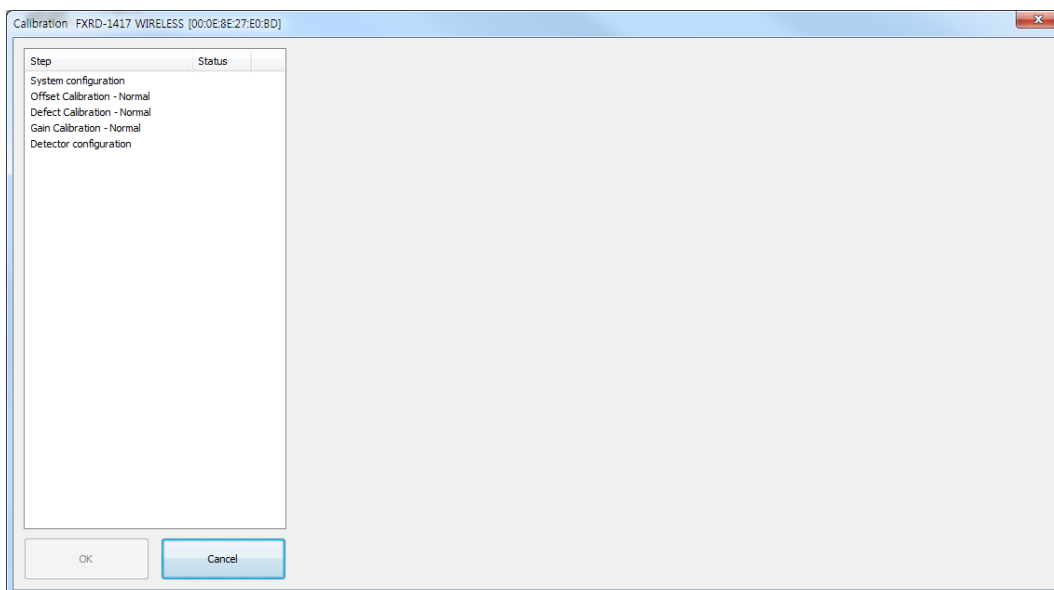 Calibration FXRD-1417 WIRELESS [00:0E:8E:27:E0:BD]
x
Step Status
System configuration
Offset Calibration - Normal
Defect Calibration - Normal
Gain Calibration - Normal
Detector configuration
OK Cancel